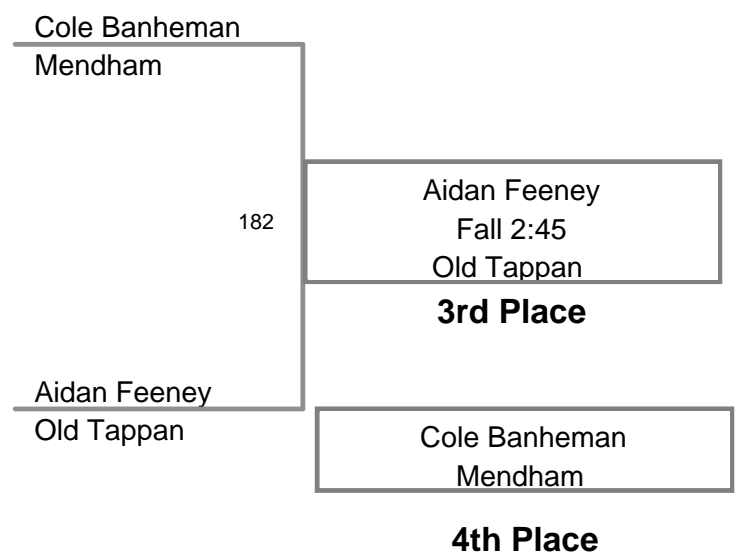 Cole Banheman
Mendham
182
Aidan Feeney
Fall 2:45
Old Tappan
3rd Place
Aidan Feeney
Old Tappan
Cole Banheman
Mendham
4th Place